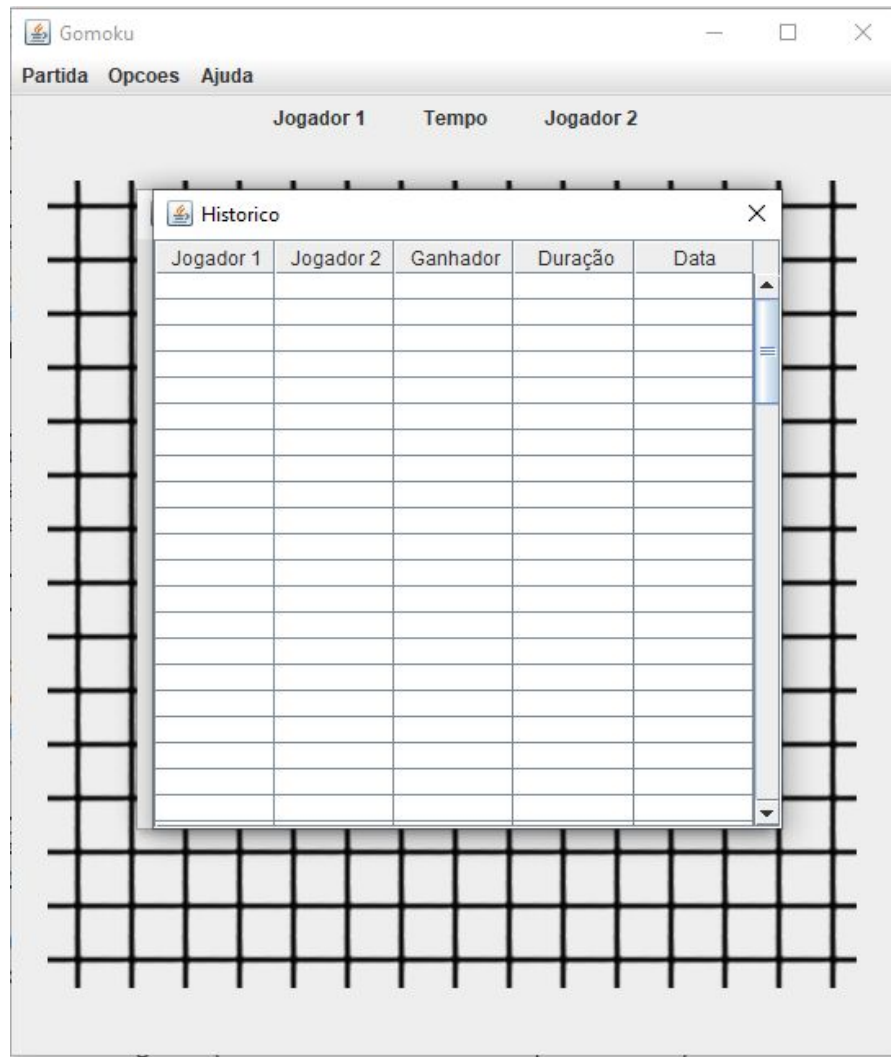 Gomoku
Partida Opcoes Ajuda
Jogador 1 Tempo Jogador 2
Historico
Jogador 1 Jogador 2 Ganhador Duração Data